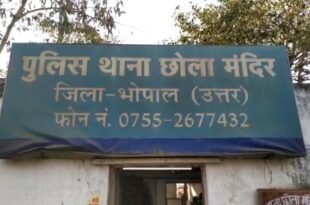 पुलिस थाना छोला मंदिर
जिला-भोपाल (उत्तर)
फोन नं. 0755-2677432